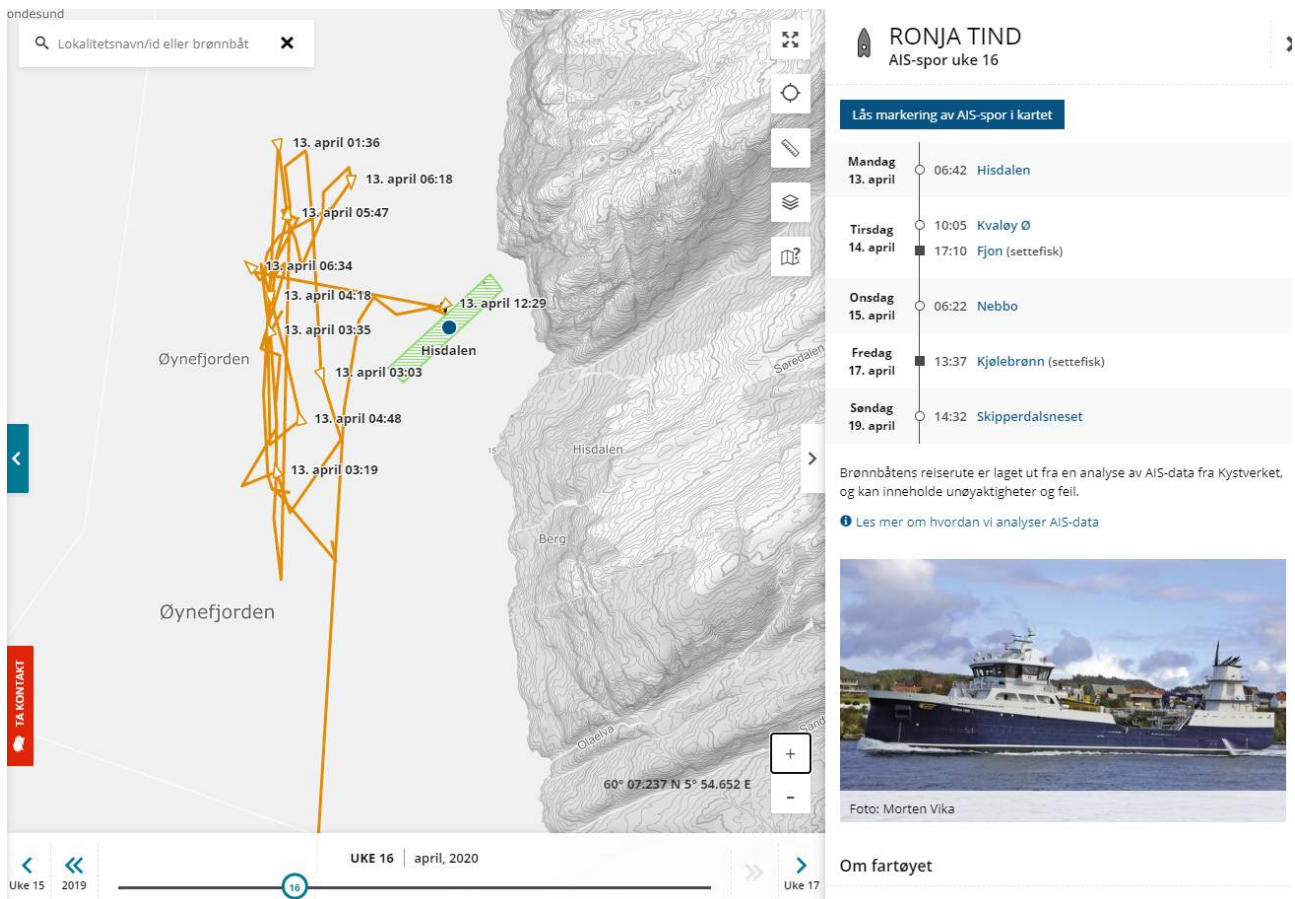 ondesund
Lokalitetsnavn/id eller brønnbåt
13. april 01:36
13. april 06:18
13. april 05:47
13. april 06:34
13. april 04:18
13. april 12:29
13. april 03:35
Hisdalen
Øynefjorden
13. april 03:03
13. april 04:48
13. april 03:19
349
Søredalen
15
Hisdalen
Berg
Øynefjorden
Olaelva
Sand
60° 07.237 N 5° 54.652 E
+
-
TA KONTAKT
UKE 16 | april, 2020
Uke 15
2019
16
Uke 17
RONJA TIND
AIS-spor uke 16
Lås markering av AIS-spor i kartet
Mandag
13. april
06:42 Hisdalen
Tirsdag
14. april
10:05 Kvaløy Ø
17:10 Fjon (settefisk)
Onsdag
15. april
06:22 Nebbo
Fredag
17. april
13:37 Kjølebrønn (settefisk)
Søndag
19. april
14:32 Skipperdalsneset
Brønnbåtens reiserute er laget ut fra en analyse av AIS-data fra Kystverket,
og kan inneholde unøyaktigheter og feil.
Les mer om hvordan vi analyser AIS-data
Foto: Morten Vika
Om fartøyet